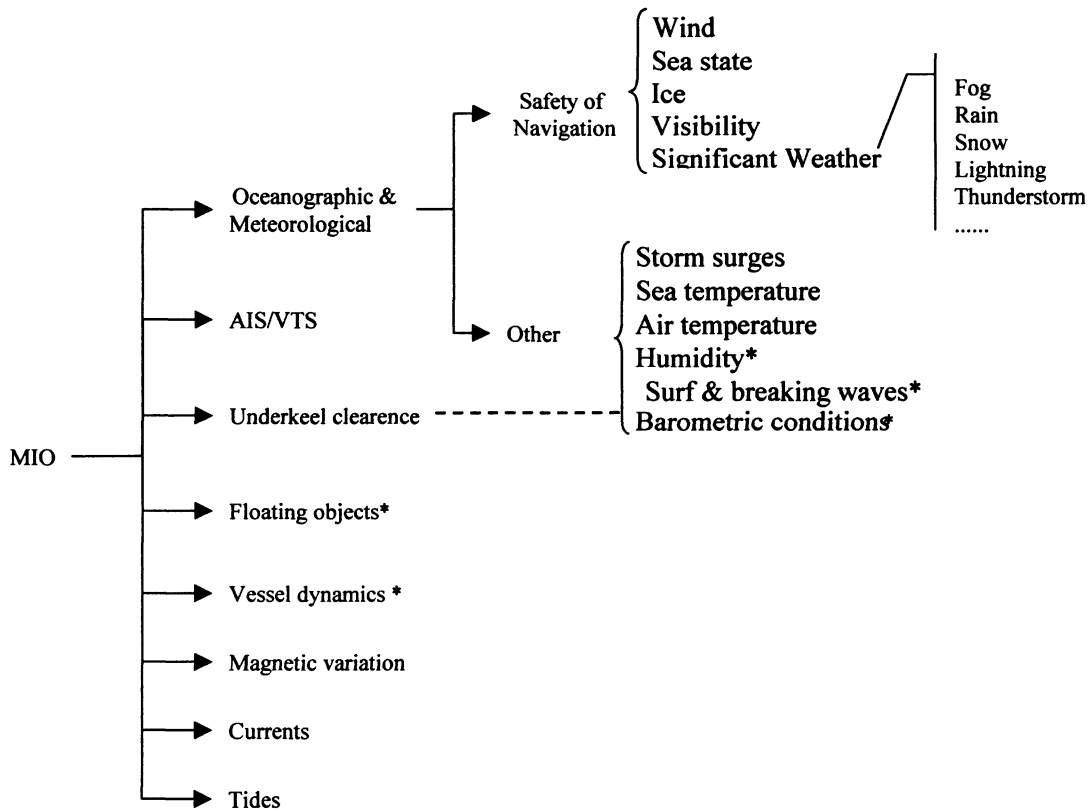 MIO
Oceanographic &
Meteorological
Safety of
Navigation
Wind
Sea state
Ice
Visibility
Significant Weather
Fog
Rain
Snow
Lightning
Thunderstorm
......
Other
Storm surges
Sea temperature
Air temperature
Humidity*
Surf & breaking waves*
Barometric conditions*
AIS/VTS
Underkeel clearence
Floating objects*
Vessel dynamics *
Magnetic variation
Currents
Tides